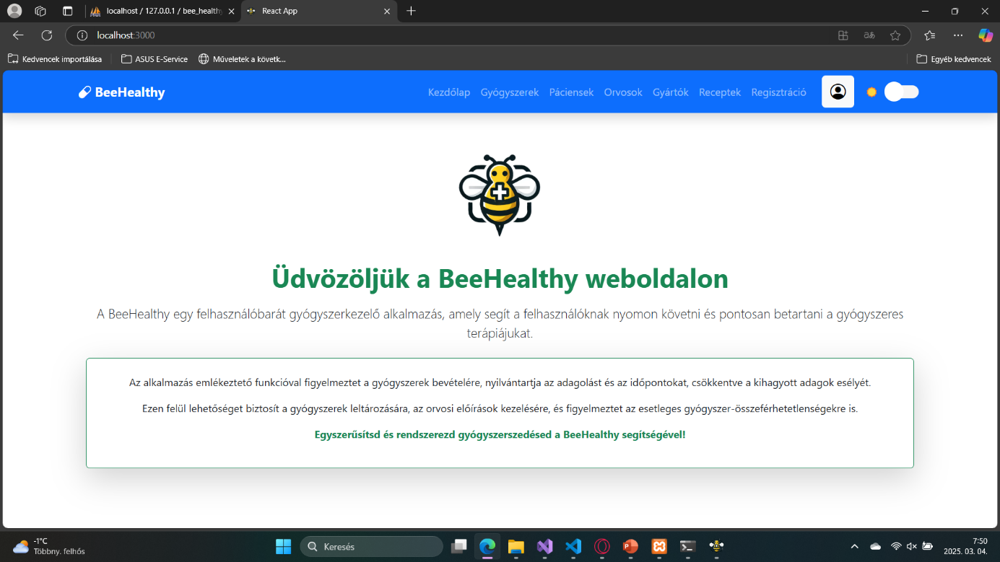 localhost / 127.0.0.1 / bee_healthy
React App
localhost:3000
Kedvencek importálása
ASUS E-Service
Műveletek a követk...
Egyéb kedvencek
BeeHealthy
Kezdőlap Gyógyszerek Páciensek Orvosok Gyártók Receptek Regisztráció
Üdvözöljük a BeeHealthy weboldalon
A BeeHealthy egy felhasználóbarát gyógyszerkezelő alkalmazás, amely segít a felhasználóknak nyomon követni és pontosan betartani a gyógyszeres
terápiájukat.
Az alkalmazás emlékeztető funkcióval figyelmeztet a gyógyszerek bevételére, nyilvántartja az adagolást és az időpontokat, csökkentve a kihagyott adagok esélyét.
Ezen felül lehetőséget biztosít a gyógyszerek leltározására, az orvosi előírások kezelésére, és figyelmeztet az esetleges gyógyszer-összeférhetetlenségekre is.
Egyszerűsítsd és rendszerezd gyógyszerszedésed a BeeHealthy segítségével!
-1°C
Többny. felhős
Keresés
7:50
2025. 03. 04.